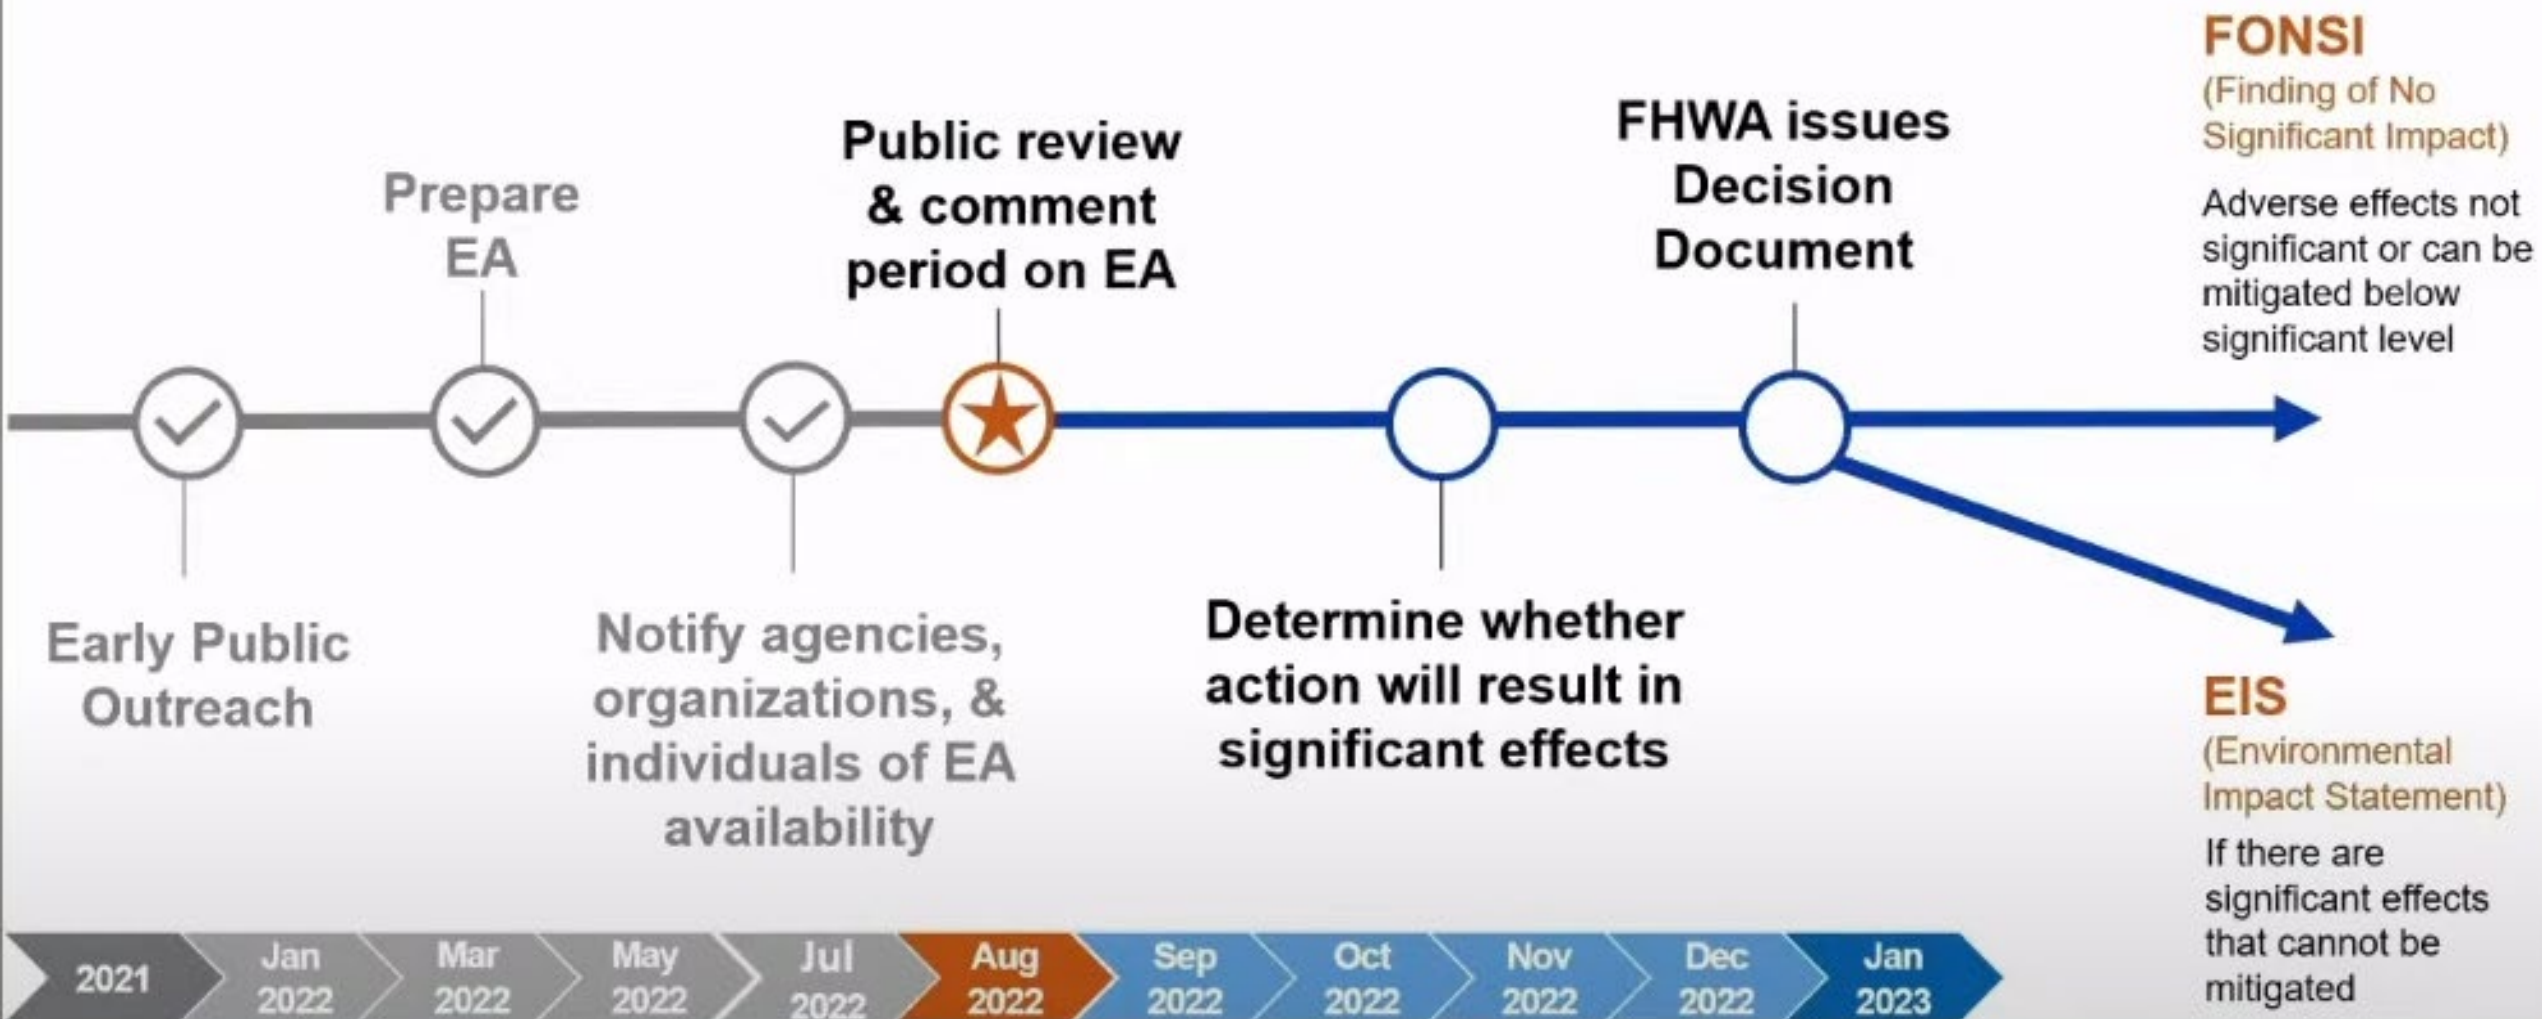 FONSI
(Finding of No
Significant Impact)
Adverse effects not
significant or can be
mitigated below
significant level
FHWA issues
Decision
Document
Public review
& comment
period on EA
Prepare
EA
Early Public
Outreach
Notify agencies,
organizations, &
individuals of EA
availability
Determine whether
action will result in
significant effects
EIS
(Environmental
Impact Statement)
If there are
significant effects
that cannot be
mitigated
2021
Jan
2022
Mar
2022
May
2022
Jul
2022
Aug
2022
Sep
2022
Oct
2022
Nov
2022
Dec
2022
Jan
2023